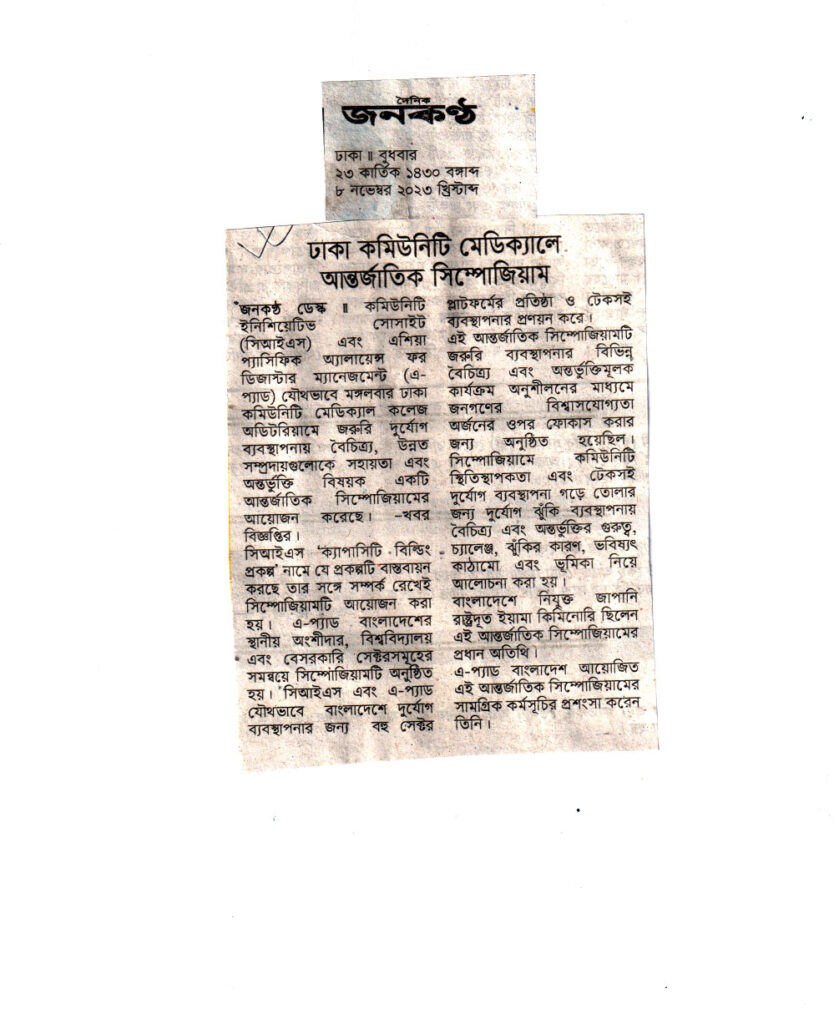 দৈনিক
জনকণ্ঠ
ঢাকা ॥ বুধবার
২৩ কার্তিক ১৪৩০ বঙ্গাব্দ
৮ নভেম্বর ২০২৩ খ্রিস্টাব্দ
ঢাকা কমিউনিটি মেডিক্যালে
আন্তর্জাতিক সিম্পোজিয়াম
জনকণ্ঠ ডেস্ক ॥ কমিউনিটি
ইনিশিয়েটিভ সোসাইট
(সিআইএস) এবং এশিয়া
প্যাসিফিক অ্যালায়েন্স ফর
ডিজাস্টার ম্যানেজমেন্ট (এ-
প্যাড) যৌথভাবে মঙ্গলবার ঢাকা
কমিউনিটি মেডিক্যাল কলেজ
অডিটরিয়ামে জরুরি দুর্যোগ
ব্যবস্থাপনায় বৈচিত্র্য, উন্নত
সম্প্রদায়গুলোকে সহায়তা এবং
অন্তর্ভুক্তি বিষয়ক একটি
আন্তর্জাতিক সিম্পোজিয়ামের
আয়োজন করেছে। -খবর
বিজ্ঞপ্তির।
সিআইএস ‘ক্যাপাসিটি বিল্ডিং
প্রকল্প’ নামে যে প্রকল্পটি বাস্তবায়ন
করছে তার সঙ্গে সম্পর্ক রেখেই
সিম্পোজিয়ামটি আয়োজন করা
হয়। এ-প্যাড বাংলাদেশের
স্থানীয় অংশীদার, বিশ্ববিদ্যালয়
এবং বেসরকারি সেক্টরসমূহের
সমন্বয়ে সিম্পোজিয়ামটি অনুষ্ঠিত
হয়। সিআইএস এবং এ-প্যাড
যৌথভাবে বাংলাদেশে দুর্যোগ
ব্যবস্থাপনার জন্য বহু সেক্টর
প্লাটফর্মের প্রতিষ্ঠা ও টেকসই
ব্যবস্থাপনার প্রণয়ন করে।
এই আন্তর্জাতিক সিম্পোজিয়ামটি
জরুরি ব্যবস্থাপনার বিভিন্ন
বৈচিত্র্য এবং অন্তর্ভুক্তিমূলক
কার্যক্রম অনুশীলনের মাধ্যমে
জনগণের বিশ্বাসযোগ্যতা
অর্জনের ওপর ফোকাস করার
জন্য অনুষ্ঠিত হয়েছিল।
সিম্পোজিয়ামে কমিউনিটি
স্থিতিস্থাপকতা এবং টেকসই
দুর্যোগ ব্যবস্থাপনা গড়ে তোলার
জন্য দুর্যোগ ঝুঁকি ব্যবস্থাপনায়
বৈচিত্র্য এবং অন্তর্ভুক্তির গুরুত্ব,
চ্যালেঞ্জ, ঝুঁকির কারণ, ভবিষ্যৎ
কাঠামো এবং ভূমিকা নিয়ে
আলোচনা করা হয়।
বাংলাদেশে নিযুক্ত জাপানি
রাষ্ট্রদূত ইয়ামা কিমিনোরি ছিলেন
এই আন্তর্জাতিক সিম্পোজিয়ামের
প্রধান অতিথি।
এ-প্যাড বাংলাদেশ আয়োজিত
এই আন্তর্জাতিক সিম্পোজিয়ামের
সামগ্রিক কর্মসূচির প্রশংসা করেন
তিনি।